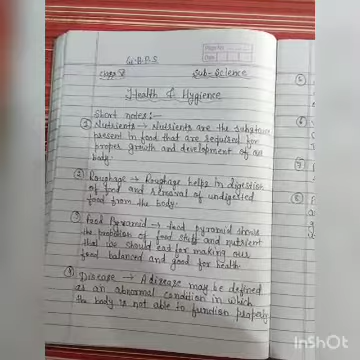 G.B.P.S
Class V Sub- Science
Page No.
Date
Health & Hygiene
Short notes:-
① Nutrients → Nutrients are the substance
present in food that are required for
proper growth and development of our
body.
② Roughage → Roughage helps in digestion
of food and removal of undigested
food from the body.
③ Food Pyramid → food pyramid shows
the proportion of food stuff and nutrient
that we should eat for making our
food balanced and good for health.
④ Disease → A disease may be defined
as an abnormal condition in which
the body is not able to function properly
YouTube